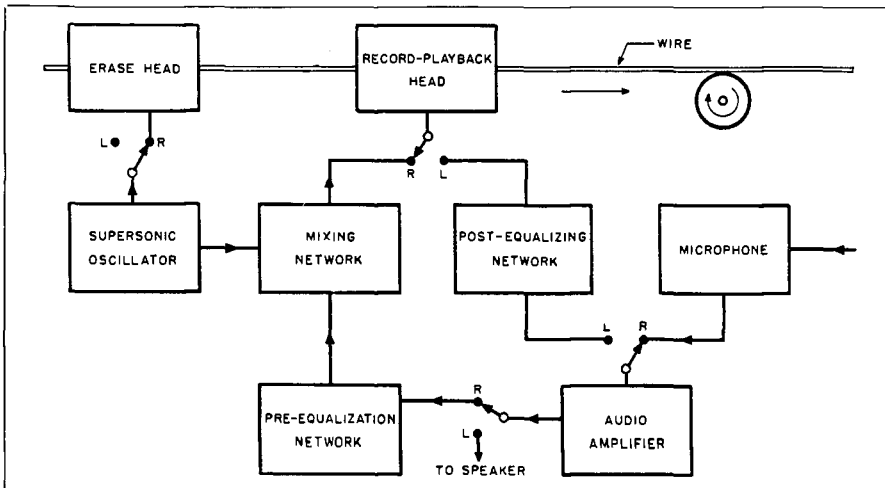 WIRE
ERASE HEAD
RECORD-PLAYBACK
HEAD
L
R
R
L
SUPERSONIC
OSCILLATOR
MIXING
NETWORK
POST-EQUALIZING
NETWORK
MICROPHONE
L
R
PRE-EQUALIZATION
NETWORK
R
L
TO SPEAKER
AUDIO
AMPLIFIER